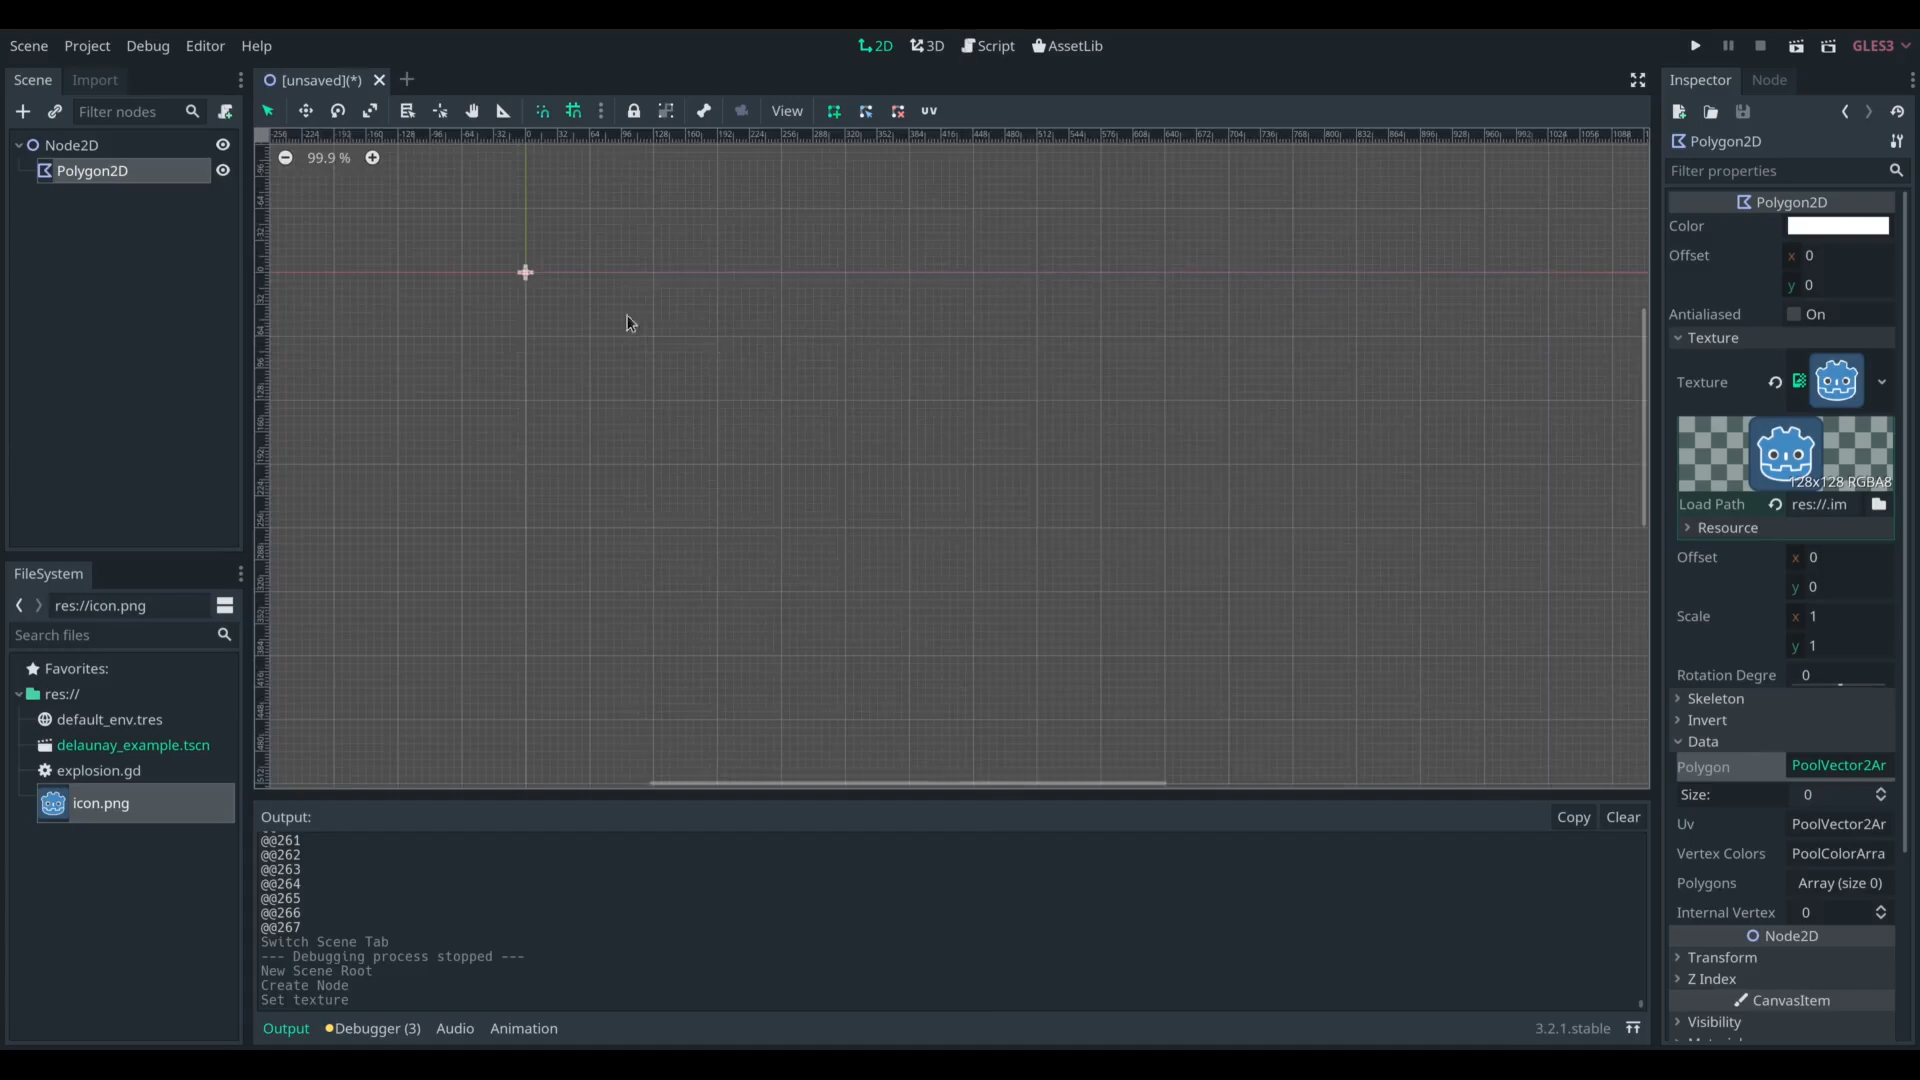 Scene Project Debug Editor Help
2D 3D Script AssetLib
GLES3
Scene Import
[unsaved](*)
Inspector Node
Filter nodes
View
UV
Node2D
Polygon2D
99.9 %
Polygon2D
Filter properties
Polygon2D
Color
Offset x 0
y 0
Antialiased On
Texture
Texture
128x128 RGBA8
Load Path res://.im
Resource
Offset x 0
y 0
Scale x 1
y 1
Rotation Degre 0
Skeleton
Invert
Data
Polygon PoolVector2Ar
Size: 0
Uv PoolVector2Ar
Vertex Colors PoolColorArra
Polygons Array (size 0)
Internal Vertex 0
Node2D
Transform
Z Index
CanvasItem
Visibility
FileSystem
res://icon.png
Search files
Favorites:
res://
default_env.tres
delaunay_example.tscn
explosion.gd
icon.png
Output: Copy Clear
@@261
@@262
@@263
@@264
@@265
@@266
@@267
Switch Scene Tab
--- Debugging process stopped ---
New Scene Root
Create Node
Set texture
Output Debugger (3) Audio Animation
3.2.1.stable